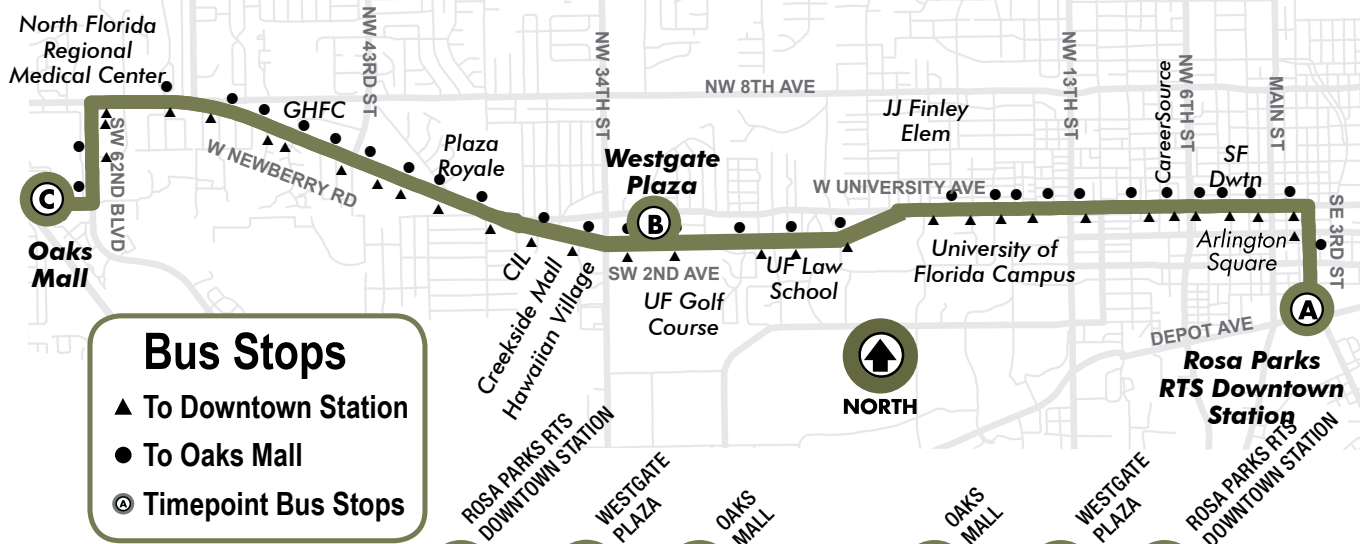 North Florida
Regional
Medical Center
NW 43RD ST
NW 34TH ST
NW 8TH AVE
NW 13TH ST
NW 6TH ST
MAIN ST
CareerSource
GHFC
SW 62ND BLVD
W NEWBERRY RD
Plaza
Royale
Westgate
Plaza
B
JJ Finley
Elem
W UNIVERSITY AVE
SF
Dwtn
SE 3RD ST
C
Oaks
Mall
CIL
Creekside Mall
Hawaiian Village
SW 2ND AVE
UF Golf
Course
UF Law
School
University of
Florida Campus
Arlington
Square
A
DEPOT AVE
Rosa Parks
RTS Downtown
Station
NORTH
Bus Stops
To Downtown Station
To Oaks Mall
A Timepoint Bus Stops
ROSA PARKS RTS
DOWNTOWN STATION
WESTGATE
PLAZA
OAKS
MALL
OAKS
MALL
WESTGATE
PLAZA
ROSA PARKS RTS
DOWNTOWN STATION